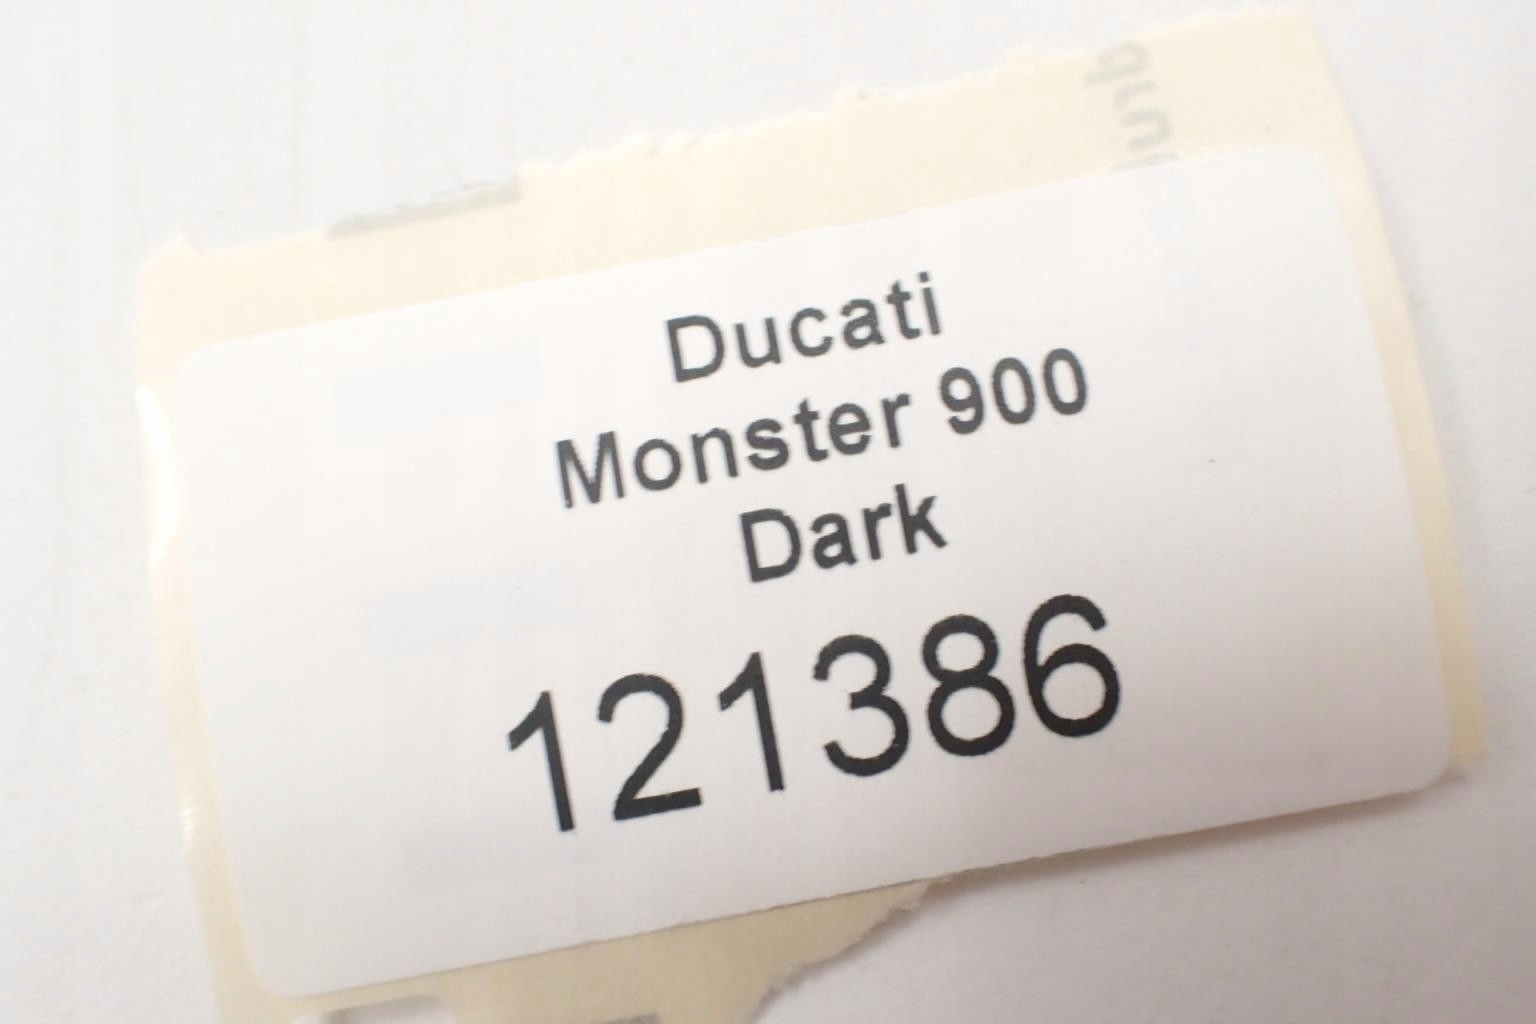 Ducati
Monster 900
Dark
121386